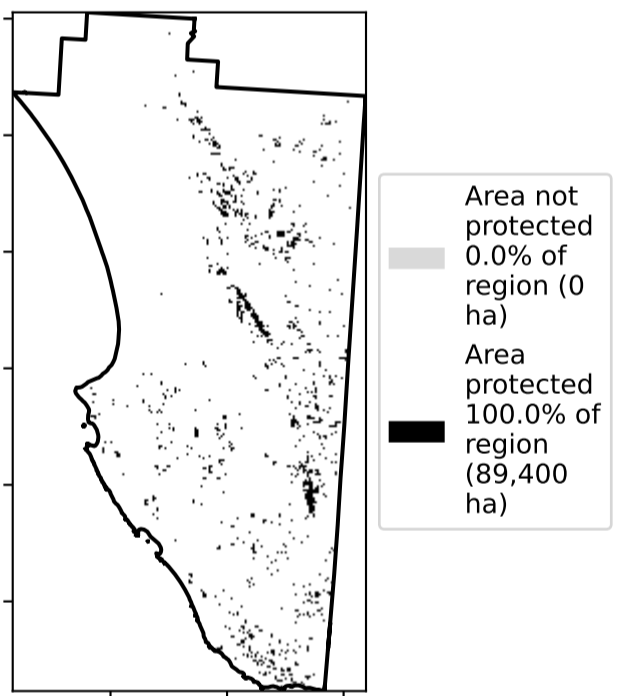 Area not
protected
0.0% of
region (0
ha)
Area
protected
100.0% of
region
(89,400
ha)